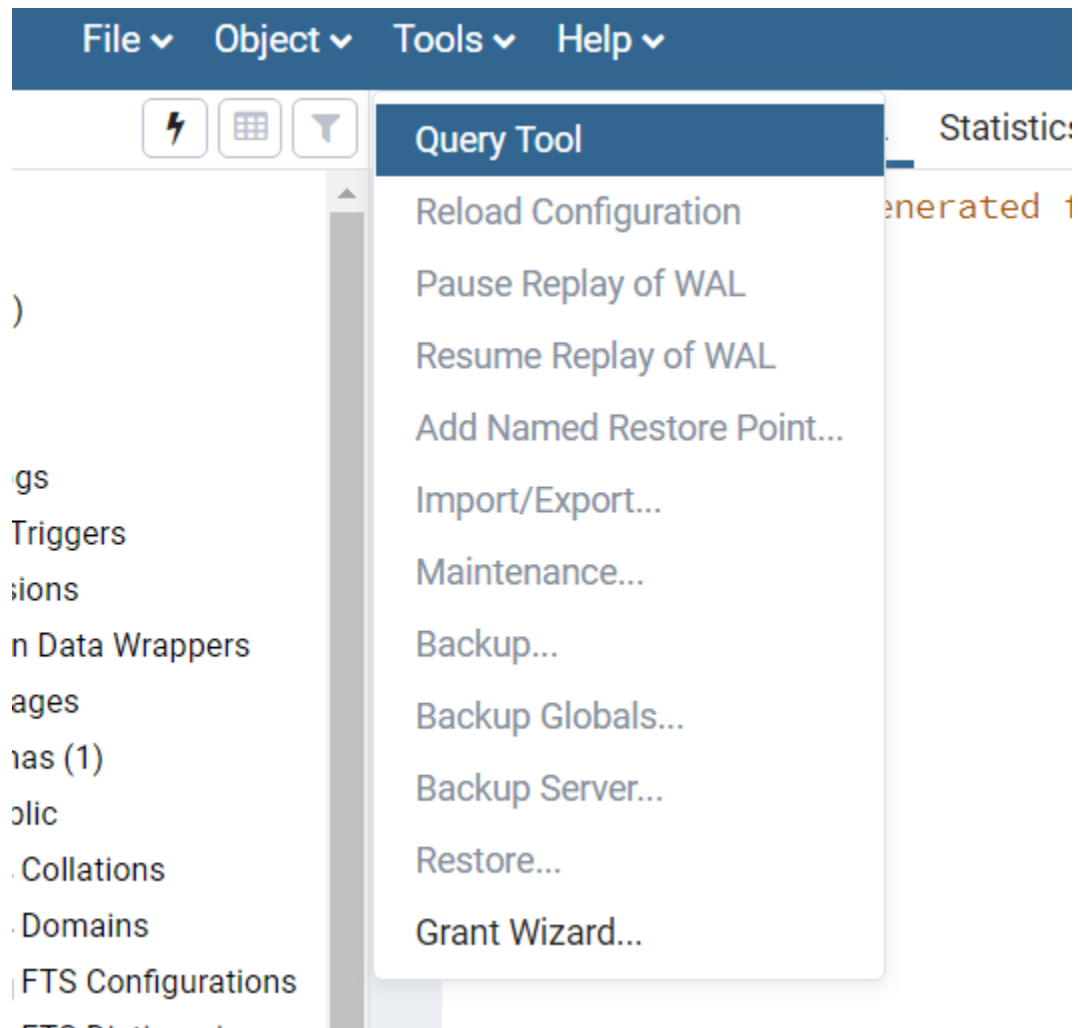 File Object Tools Help
Query Tool
Statistics
Reload Configuration
enerated f
Pause Replay of WAL
)
Resume Replay of WAL
Add Named Restore Point...
gs
Import/Export...
Triggers
Maintenance...
sions
n Data Wrappers
Backup...
ages
Backup Globals...
nas (1)
Backup Server...
olic
Restore...
Collations
Domains
Grant Wizard...
FTS Configurations